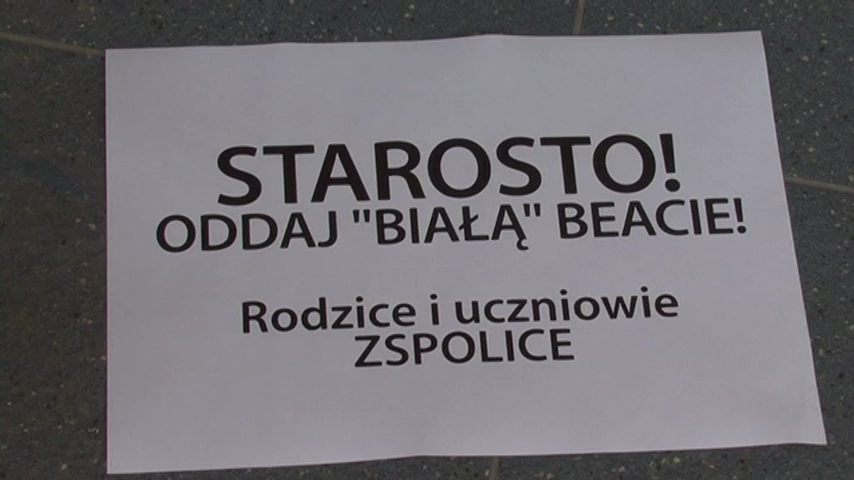 STAROSTO!
ODDAJ "BIAŁĄ" BEACIE!
Rodzice i uczniowie
ZSPOLICE